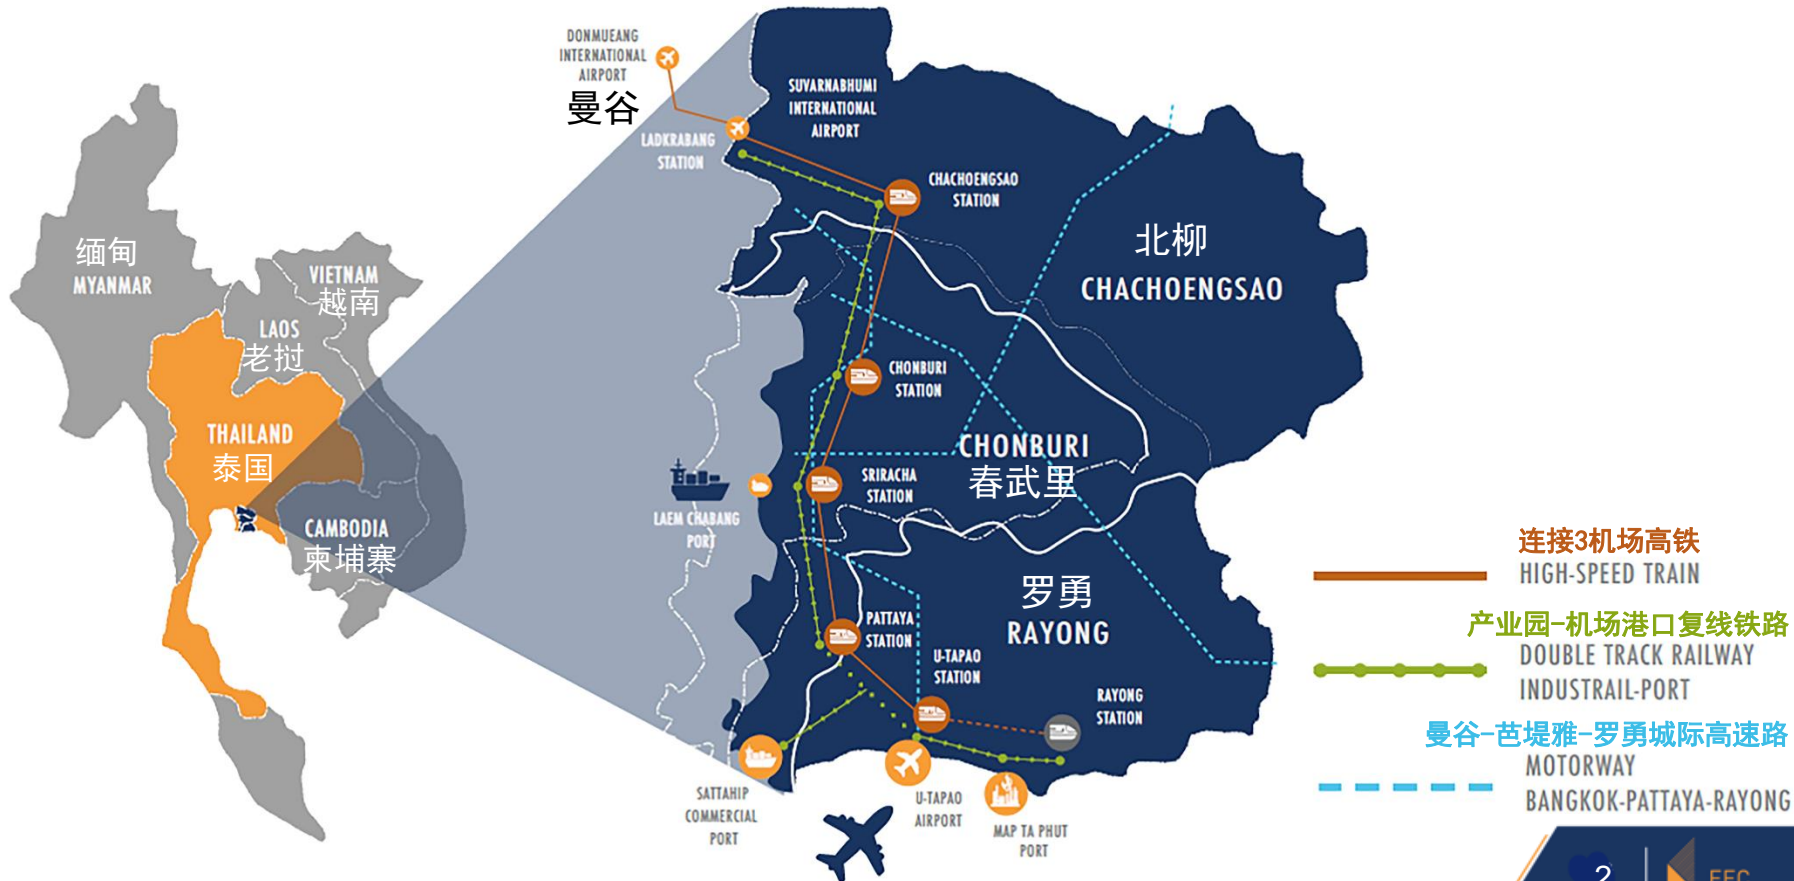 缅甸
MYANMAR
VIETNAM
越南
LAOS
老挝
THAILAND
泰国
CAMBODIA
柬埔寨
DONMUEANG
INTERNATIONAL
AIRPORT
曼谷
LADKRABANG
STATION
SUVARNABHUMI
INTERNATIONAL
AIRPORT
CHACHOENGSAO
STATION
北柳
CHACHOENGSAO
CHONBURI
STATION
CHONBURI
春武里
SRIRACHA
STATION
LAEM CHABANG
PORT
罗勇
RAYONG
PATTAYA
STATION
U-TAPAO
STATION
RAYONG
STATION
SATTAHIP
COMMERCIAL
PORT
U-TAPAO
AIRPORT
MAP TA PHUT
PORT
连接3机场高铁
HIGH-SPEED TRAIN
产业园-机场港口复线铁路
DOUBLE TRACK RAILWAY
INDUSTRAIL-PORT
曼谷-芭堤雅-罗勇城际高速路
MOTORWAY
BANGKOK-PATTAYA-RAYONG
2
EEC